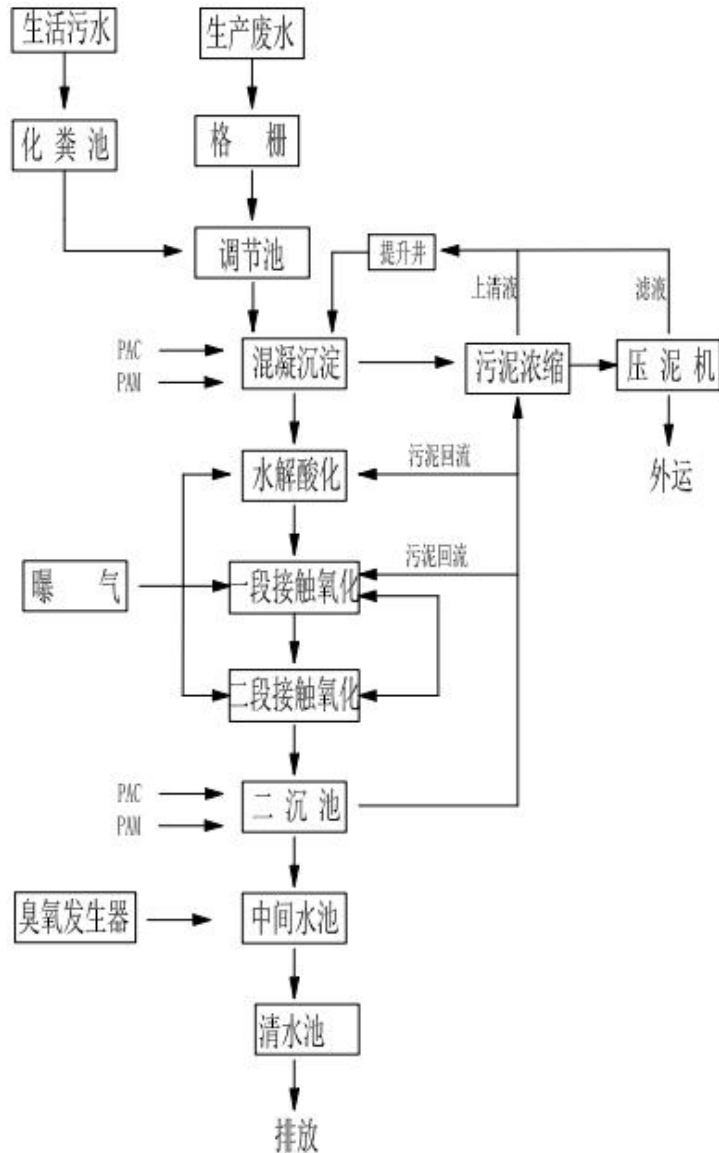 生活污水
生产废水
化粪池
格栅
调节池
提升井
上清液
滤液
PAC
PAM
混凝沉淀
污泥浓缩
压泥机
外运
水解酸化
污泥回流
曝气
一段接触氧化
污泥回流
二段接触氧化
PAC
PAM
二沉池
臭氧发生器
中间水池
清水池
排放